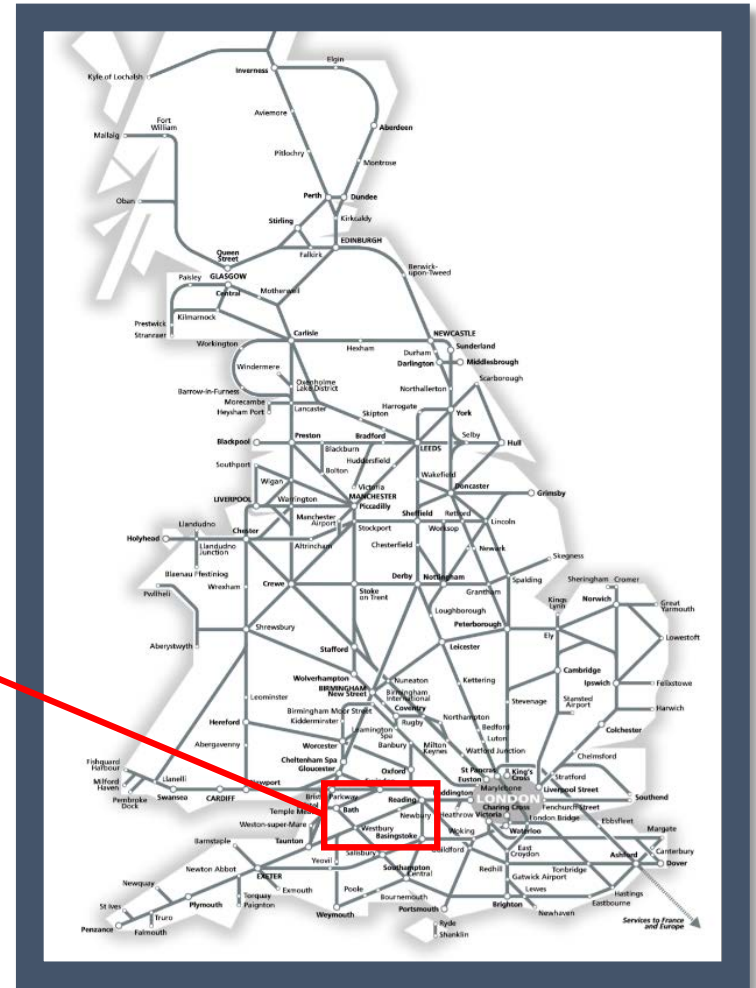 Kyle of Lochalsh
Inverness
Elgin
Aviemore
Aberdeen
Fort
William
Mallaig
Pitlochry
Montrose
Perth
Dundee
Oban
Stirling
Kirkcaldy
EDINBURGH
Queen
Street
Falkirk
Berwick-
upon-Tweed
Paisley
GLASGOW
Central
Motherwell
Prestwick
Kilmarnock
Stranraer
Carlisle
NEWCASTLE
Workington
Hexham
Sunderland
Durham
Darlington
Middlesbrough
Windermere
Scarborough
Oxenholme
Lake District
Northallerton
Barrow-in-Furness
Morecambe
Heysham Port
Lancaster
Harrogate
York
Skipton
Blackpool
Preston
Bradford
Selby
Hull
Blackburn
LEEDS
Southport
Bolton
Huddersfield
Wakefield
Wigan
Victoria
Doncaster
Grimsby
LIVERPOOL
Warrington
MANCHESTER
Piccadilly
Manchester
Airport
Sheffield
Retford
Lincoln
Llandudno
Chester
Stockport
Worksop
Holyhead
Llandudno
Junction
Altrincham
Chesterfield
Newark
Skegness
Blaenau Ffestiniog
Wrexham
Crewe
Stoke
on Trent
Derby
Nottingham
Grantham
Spalding
Sheringham
Cromer
Pwllheli
Loughborough
Kings
Lynn
Norwich
Great
Yarmouth
Shrewsbury
Peterborough
Ely
Lowestoft
Aberystwyth
Stafford
Leicester
Wolverhampton
Cambridge
BIRMINGHAM
New Street
Nuneaton
Kettering
Ipswich
Felixstowe
Birmingham
International
Leominster
Birmingham Moor Street
Coventry
Stevenage
Stansted
Airport
Harwich
Kidderminster
Rugby
Northampton
Hereford
Leamington
Spa
Bedford
Colchester
Abergavenny
Worcester
Banbury
Milton
Keynes
Luton
Watford Junction
Chelmsford
Cheltenham Spa
Gloucester
Oxford
St Pancras
King's
Cross
Fishguard
Harbour
Llanelli
Newport
Euston
Stratford
Milford
Haven
Marylebone
Liverpool Street
Pembroke
Dock
Swansea
CARDIFF
Parkway
Reading
LONDON
Southend
Bath
Charing Cross
Fenchurch Street
Temple
Newbury
Heathrow
Victoria
London Bridge
Ebbsfleet
Weston-super-Mare
Westbury
Waterloo
Margate
Barnstaple
Taunton
Basingstoke
Woking
East
Croydon
Canterbury
Yeovil
Salisbury
Redhill
Tonbridge
Ashford
Dover
Newton Abbot
EXETER
Southampton
Central
Gatwick Airport
Newquay
Exmouth
Poole
Lewes
Hastings
St Ives
Plymouth
Torquay
Paignton
Bournemouth
Eastbourne
Truro
Weymouth
Portsmouth
Brighton
Newhaven
Penzance
Falmouth
Ryde
Shanklin
Services to France
and Europe